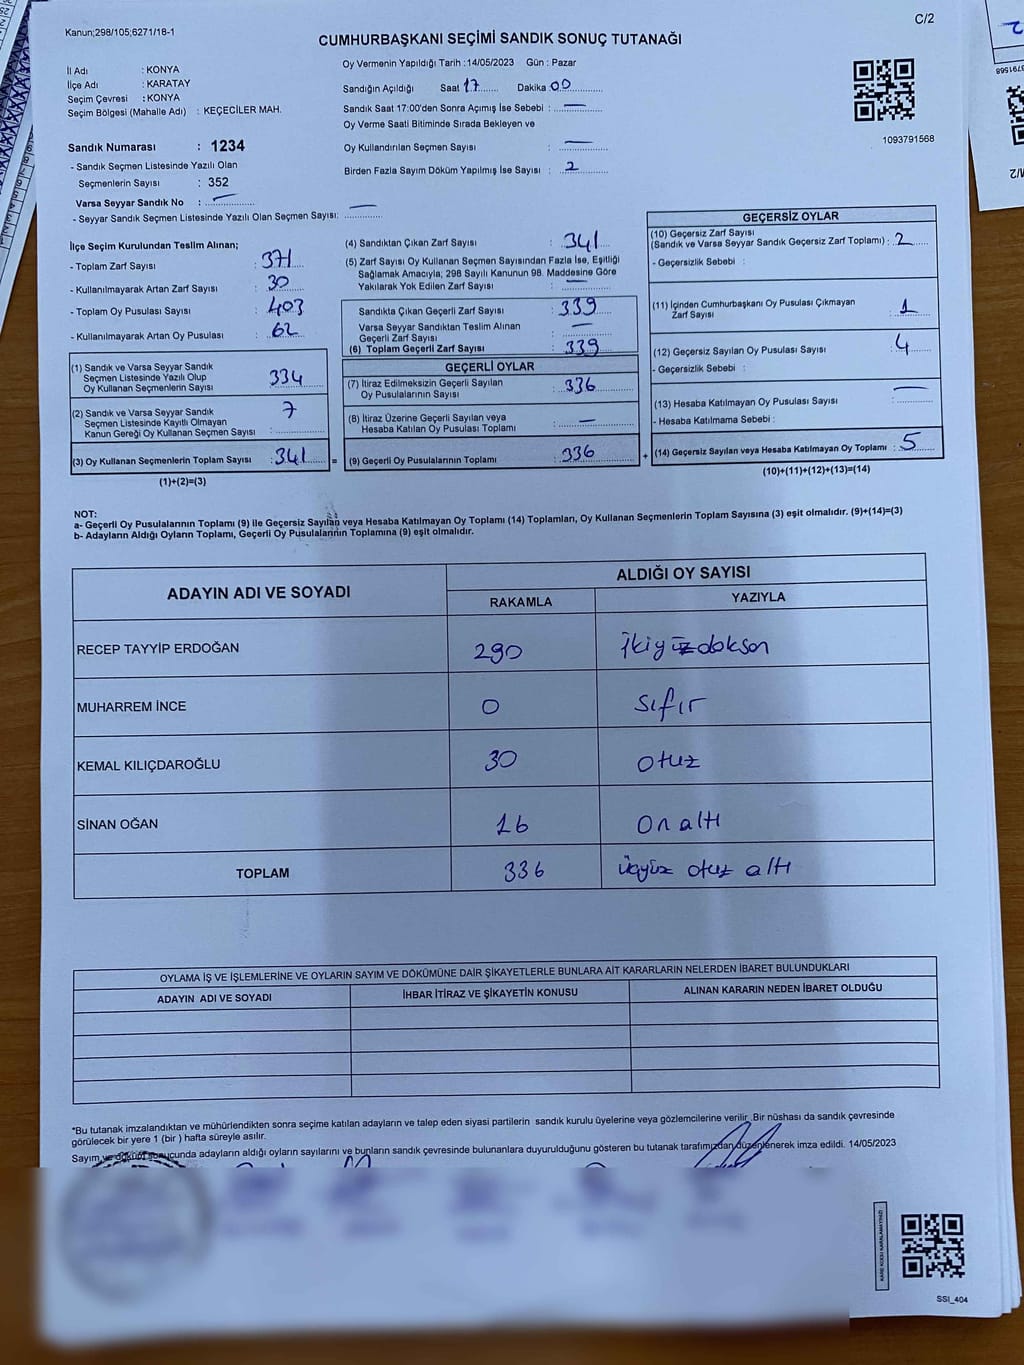 Kanun;298/105;6271/18-1
C/2
CUMHURBAŞKANI SEÇİMİ SANDIK SONUÇ TUTANAĞI
İl Adı : KONYA
İlçe Adı : KARATAY
Seçim Çevresi : KONYA
Seçim Bölgesi (Mahalle Adı) : KEÇECİLER MAH.
Sandık Numarası : 1234
- Sandık Seçmen Listesinde Yazılı Olan
Seçmenlerin Sayısı : 352
Varsa Seyyar Sandık No : —
- Seyyar Sandık Seçmen Listesinde Yazılı Olan Seçmen Sayısı: —
Oy Vermenin Yapıldığı Tarih :14/05/2023 Gün : Pazar
Sandığın Açıldığı Saat 17 Dakika 00
Sandık Saat 17:00'den Sonra Açımış İse Sebebi : —
Oy Verme Saati Bitiminde Sırada Bekleyen ve
Oy Kullandırılan Seçmen Sayısı : —
Birden Fazla Sayım Döküm Yapılmış İse Sayısı : 2
1093791568
İlçe Seçim Kurulundan Teslim Alınan;
- Toplam Zarf Sayısı : 371
- Kullanılmayarak Artan Zarf Sayısı : 30
- Toplam Oy Pusulası Sayısı : 403
- Kullanılmayarak Artan Oy Pusulası : 62
(1) Sandık ve Varsa Seyyar Sandık
Seçmen Listesinde Yazılı Olup
Oy Kullanan Seçmenlerin Sayısı : 334
(2) Sandık ve Varsa Seyyar Sandık
Seçmen Listesinde Kayıtlı Olmayan
Kanun Gereği Oy Kullanan Seçmen Sayısı : 7
(3) Oy Kullanan Seçmenlerin Toplam Sayısı : 341 =
(1)+(2)=(3)
(4) Sandıktan Çıkan Zarf Sayısı : 341
(5) Zarf Sayısı Oy Kullanan Seçmen Sayısından Fazla İse, Eşitliği
Sağlamak Amacıyla; 298 Sayılı Kanunun 98. Maddesine Göre
Yakılarak Yok Edilen Zarf Sayısı : —
Sandıkta Çıkan Geçerli Zarf Sayısı : 339
Varsa Seyyar Sandıktan Teslim Alınan
Geçerli Zarf Sayısı : —
(6) Toplam Geçerli Zarf Sayısı 339
GEÇERLİ OYLAR
(7) İtiraz Edilmeksizin Geçerli Sayılan
Oy Pusulalarının Sayısı : 336
(8) İtiraz Üzerine Geçerli Sayılan veya
Hesaba Katılan Oy Pusulası Toplamı : —
(9) Geçerli Oy Pusulalarının Toplamı : 336 +
GEÇERSİZ OYLAR
(10) Geçersiz Zarf Sayısı
(Sandık ve Varsa Seyyar Sandık Geçersiz Zarf Toplamı) : 2
- Geçersizlik Sebebi :
(11) İçinden Cumhurbaşkanı Oy Pusulası Çıkmayan
Zarf Sayısı : 1
(12) Geçersiz Sayılan Oy Pusulası Sayısı : 4
- Geçersizlik Sebebi :
(13) Hesaba Katılmayan Oy Pusulası Sayısı : —
- Hesaba Katılmama Sebebi :
(14) Geçersiz Sayılan veya Hesaba Katılmayan Oy Toplamı : 5
(10)+(11)+(12)+(13)=(14)
NOT:
a- Geçerli Oy Pusulalarının Toplamı (9) ile Geçersiz Sayılan veya Hesaba Katılmayan Oy Toplamı (14) Toplamları, Oy Kullanan Seçmenlerin Toplam Sayısına (3) eşit olmalıdır. (9)+(14)=(3)
b- Adayların Aldığı Oyların Toplamı, Geçerli Oy Pusulalarının Toplamına (9) eşit olmalıdır.
ADAYIN ADI VE SOYADI
ALDIĞI OY SAYISI
RAKAMLA YAZIYLA
RECEP TAYYİP ERDOĞAN 290 ikiyüzdoksan
MUHARREM İNCE 0 sıfır
KEMAL KILIÇDAROĞLU 30 otuz
SİNAN OĞAN 16 on altı
TOPLAM 336 üçyüz otuz altı
OYLAMA İŞ VE İŞLEMLERİNE VE OYLARIN SAYIM VE DÖKÜMÜNE DAİR ŞİKAYETLERLE BUNLARA AİT KARARLARIN NELERDEN İBARET BULUNDUKLARI
ADAYIN ADI VE SOYADI İHBAR İTİRAZ VE ŞİKAYETİN KONUSU ALINAN KARARIN NEDEN İBARET OLDUĞU
*Bu tutanak imzalandıktan ve mühürlendikten sonra seçime katılan adayların ve talep eden siyasi partilerin sandık kurulu üyelerine veya gözlemcilerine verilir .Bir nüshası da sandık çevresinde
görülecek bir yere 1 (bir ) hafta süreyle asılır.
Sayım ve döküm sonucunda adayların aldığı oyların sayılarını ve bunların sandık çevresinde bulunanlara duyurulduğunu gösteren bu tutanak tarafımızdan düzenlenerek imza edildi. 14/05/2023
KARE KODU KARALAMAYINIZ!
SSI_404